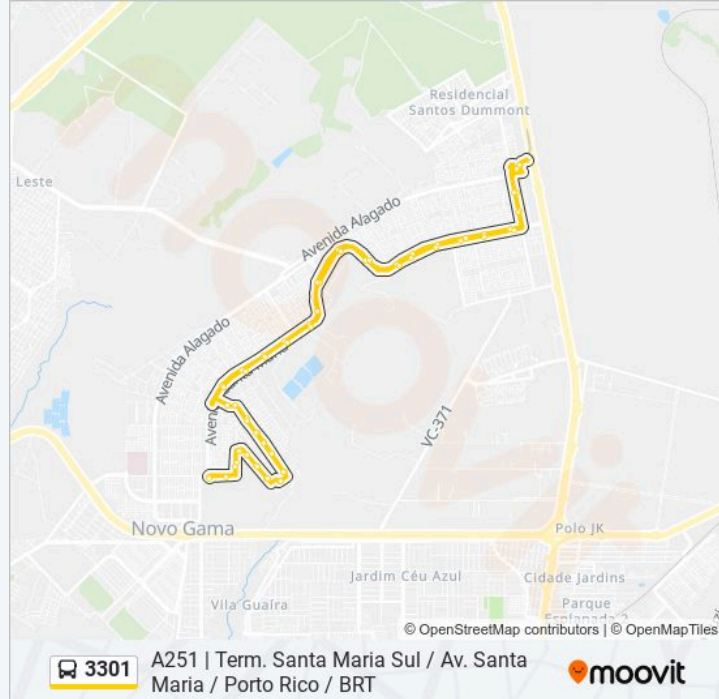 Residencial
Santos Dummont
Leste
Avenida Alagado
Avenida Alagado
VC-371
Novo Gama
Polo JK
Jardim Céu Azul
Cidade Jardins
Vila Guaíra
Parque
© OpenStreetMap contributors | © OpenMapTiles
3301
A251 | Term. Santa Maria Sul / Av. Santa
Maria / Porto Rico / BRT
moovit